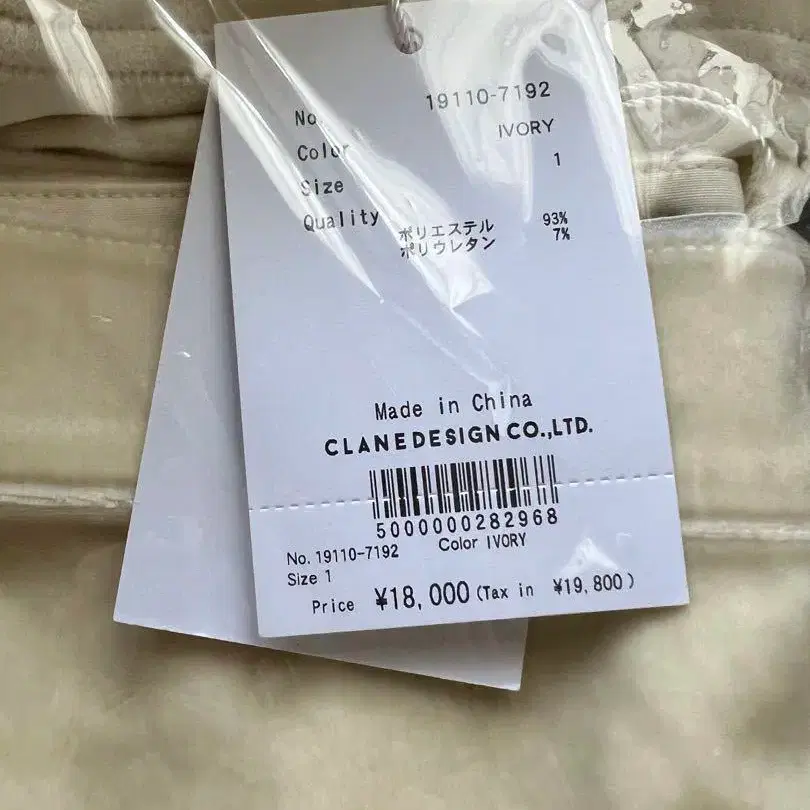 No. 19110-7192
Color IVORY
Size 1
Quality ポリエステル 93%
ポリウレタン 7%
Made in China
CLANEDESIGN CO.,LTD.
5000000282968
No. 19110-7192 Color IVORY
Size 1
Price ¥18,000 (Tax in ¥19,800)